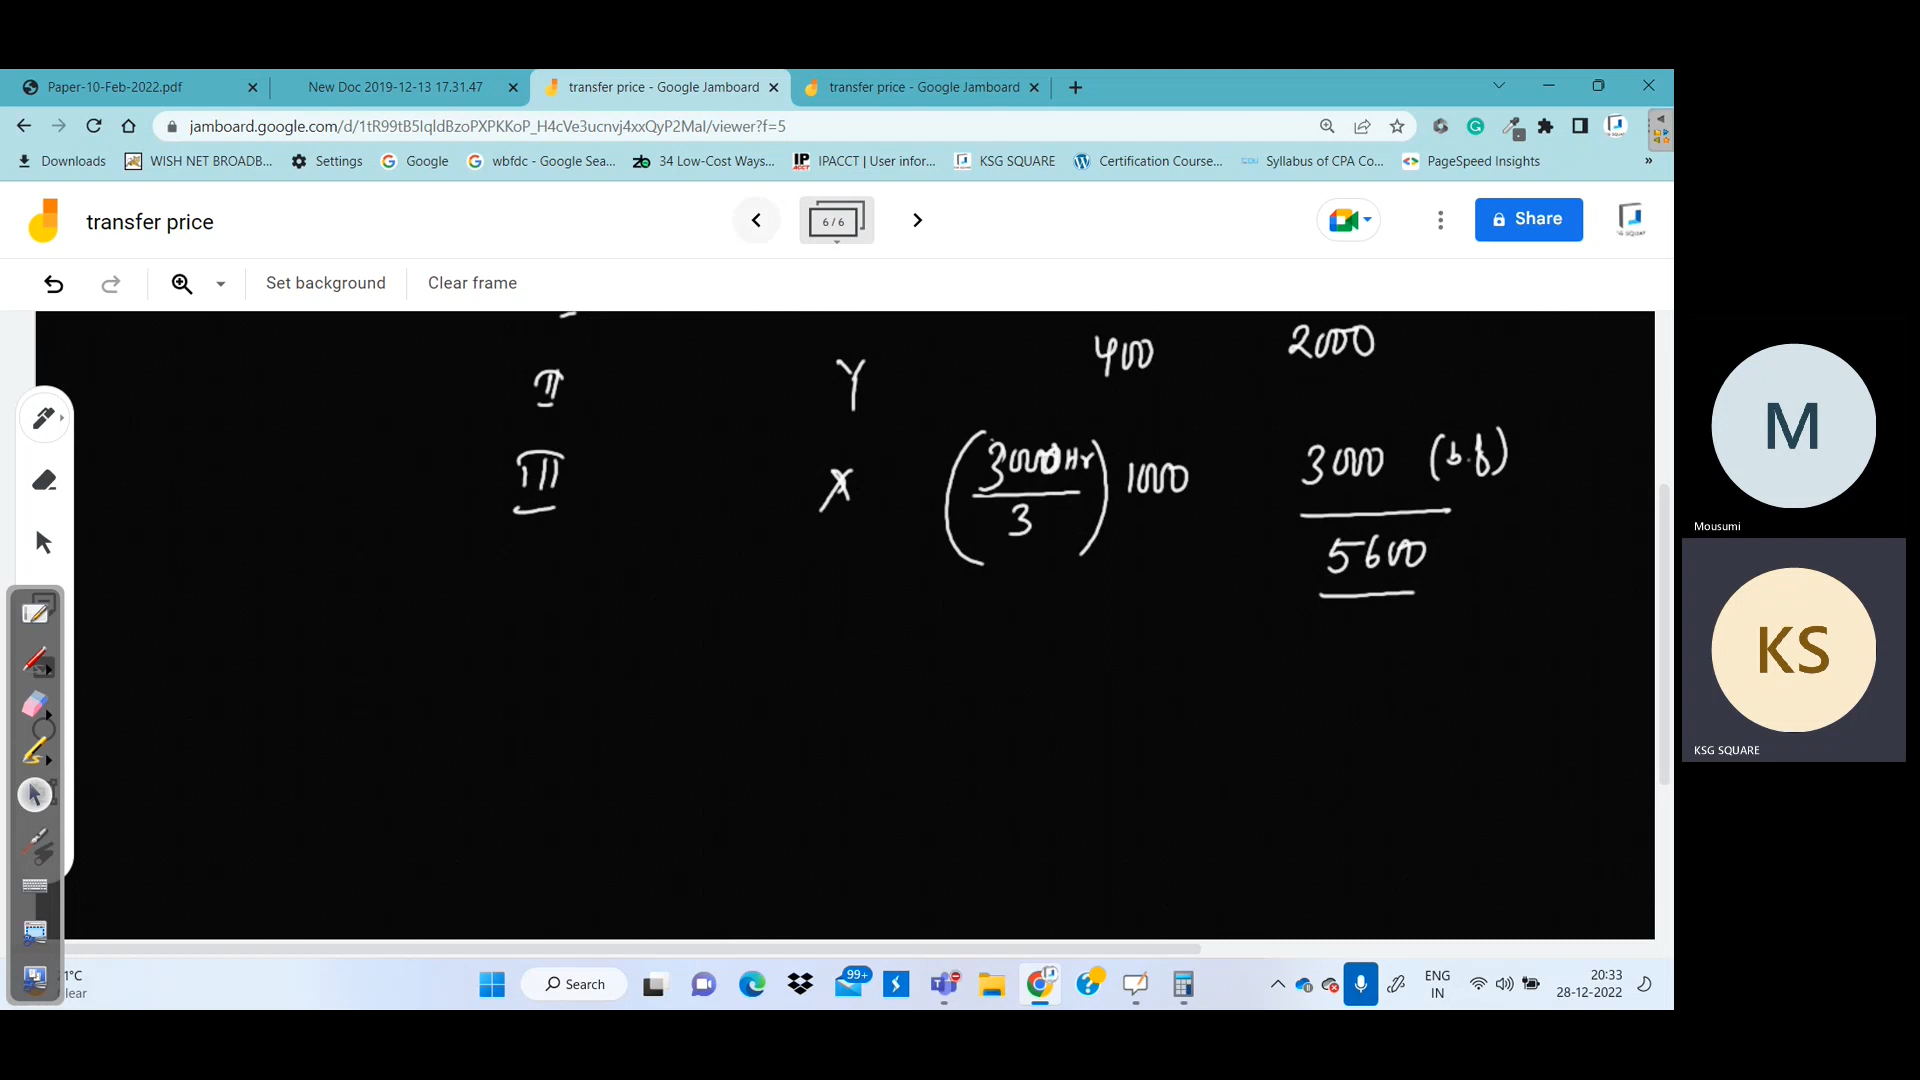 Paper-10-Feb-2022.pdf
New Doc 2019-12-13 17.31.47
transfer price - Google Jamboard
transfer price - Google Jamboard
jamboard.google.com/d/1tR99tB5IqldBzoPXPKKoP_H4cVe3ucnvj4xxQyP2MaI/viewer?f=5
Downloads
WISH NET BROADB...
Settings
Google
wbfdc - Google Sea...
34 Low-Cost Ways...
IPACCT | User infor...
KSG SQUARE
Certification Course...
Syllabus of CPA Co...
PageSpeed Insights
»
transfer price
6 / 6
Share
Set background
Clear frame
II Y 400 2000
III X (3000Hr/3) 1000 3000 (b.f)
5600
M
Mousumi
KS
KSG SQUARE
1°C
lear
Search
99+
ENG
IN
20:33
28-12-2022